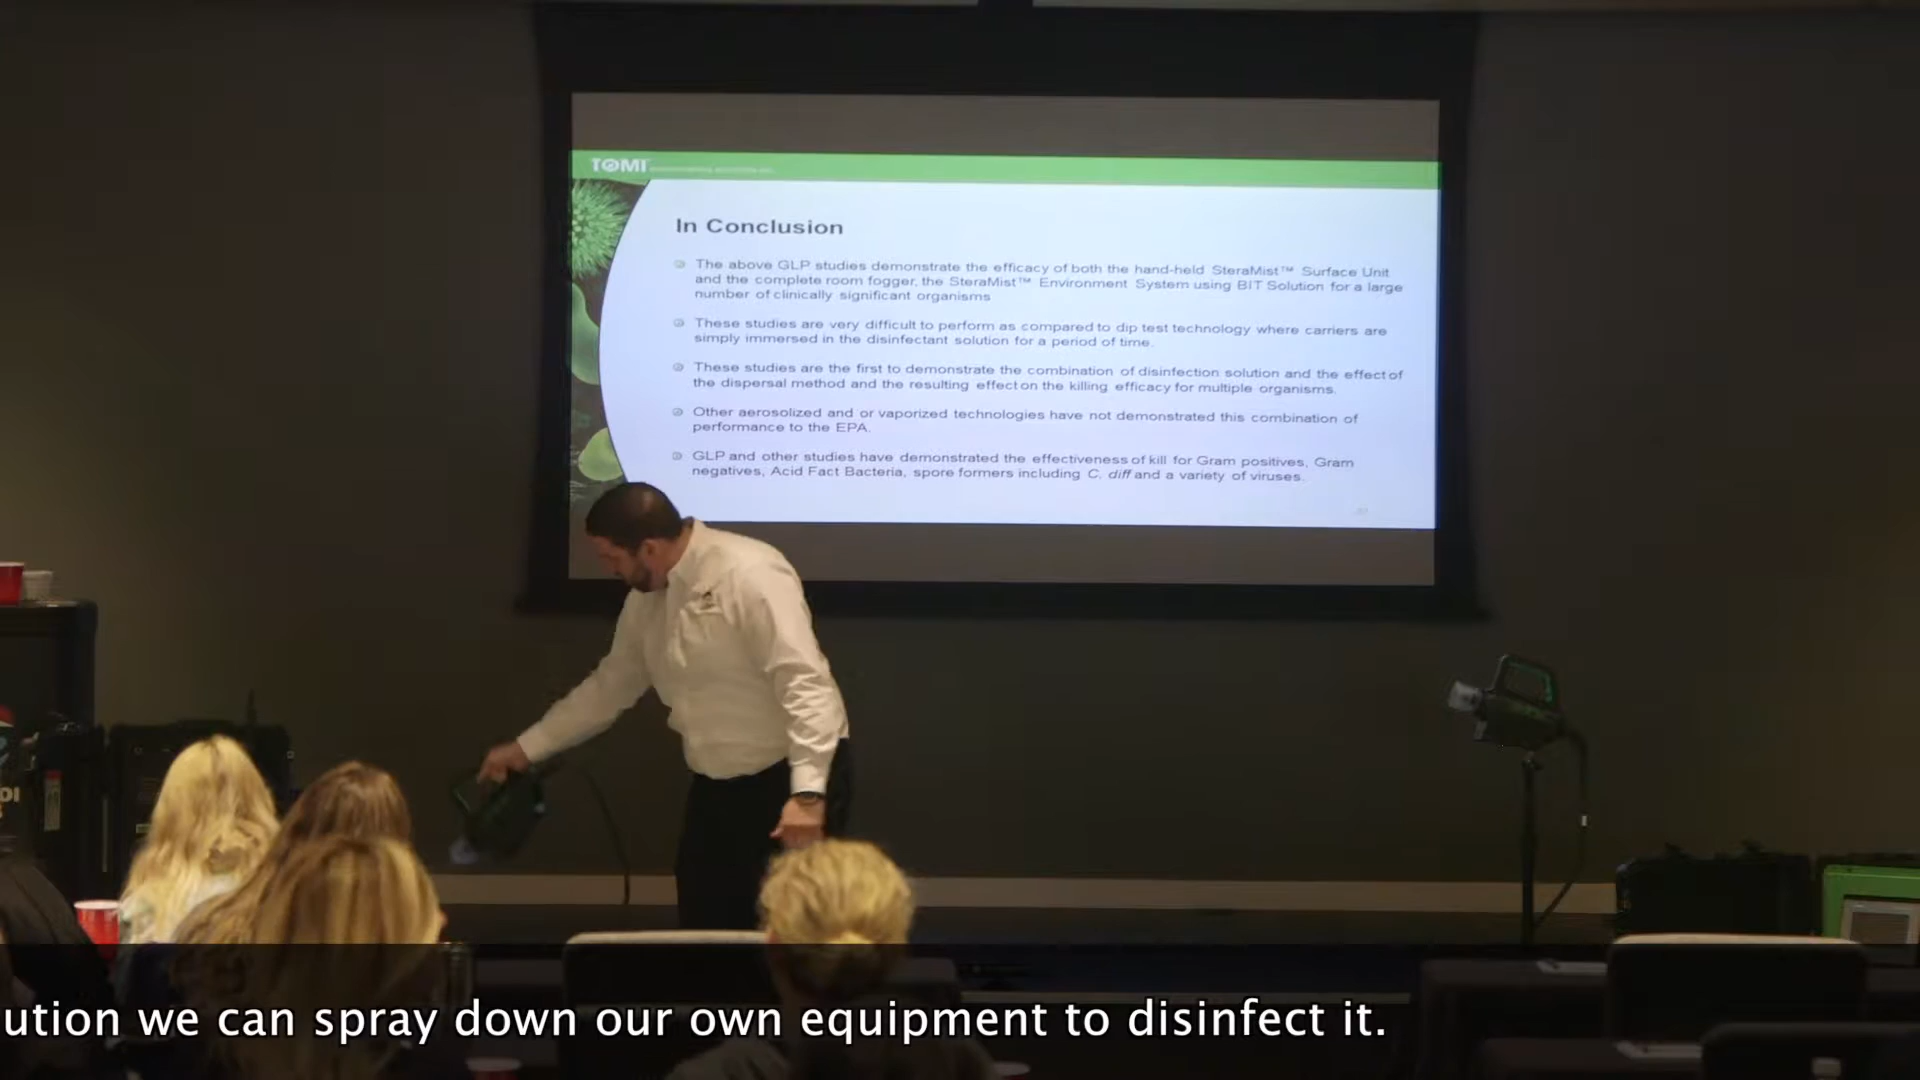 TOMI
In Conclusion
The above GLP studies demonstrate the efficacy of both the hand-held SteraMist™ Surface Unit
and the complete room fogger, the SteraMist™ Environment System using BIT Solution for a large
number of clinically significant organisms
These studies are very difficult to perform as compared to dip test technology where carriers are
simply immersed in the disinfectant solution for a period of time.
These studies are the first to demonstrate the combination of disinfection solution and the effect of
the dispersal method and the resulting effect on the killing efficacy for multiple organisms.
Other aerosolized and or vaporized technologies have not demonstrated this combination of
performance to the EPA.
GLP and other studies have demonstrated the effectiveness of kill for Gram positives, Gram
negatives, Acid Fact Bacteria, spore formers including C. diff and a variety of viruses.
ution we can spray down our own equipment to disinfect it.